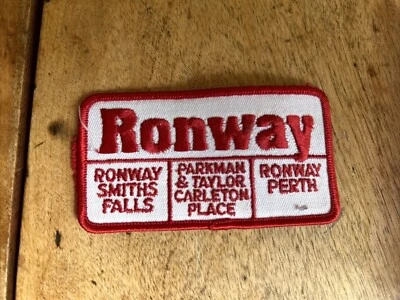 Ronway
RONWAY
SMITHS
FALLS
PARKMAN
& TAYLOR
CARLETON
PLACE
RONWAY
PERTH